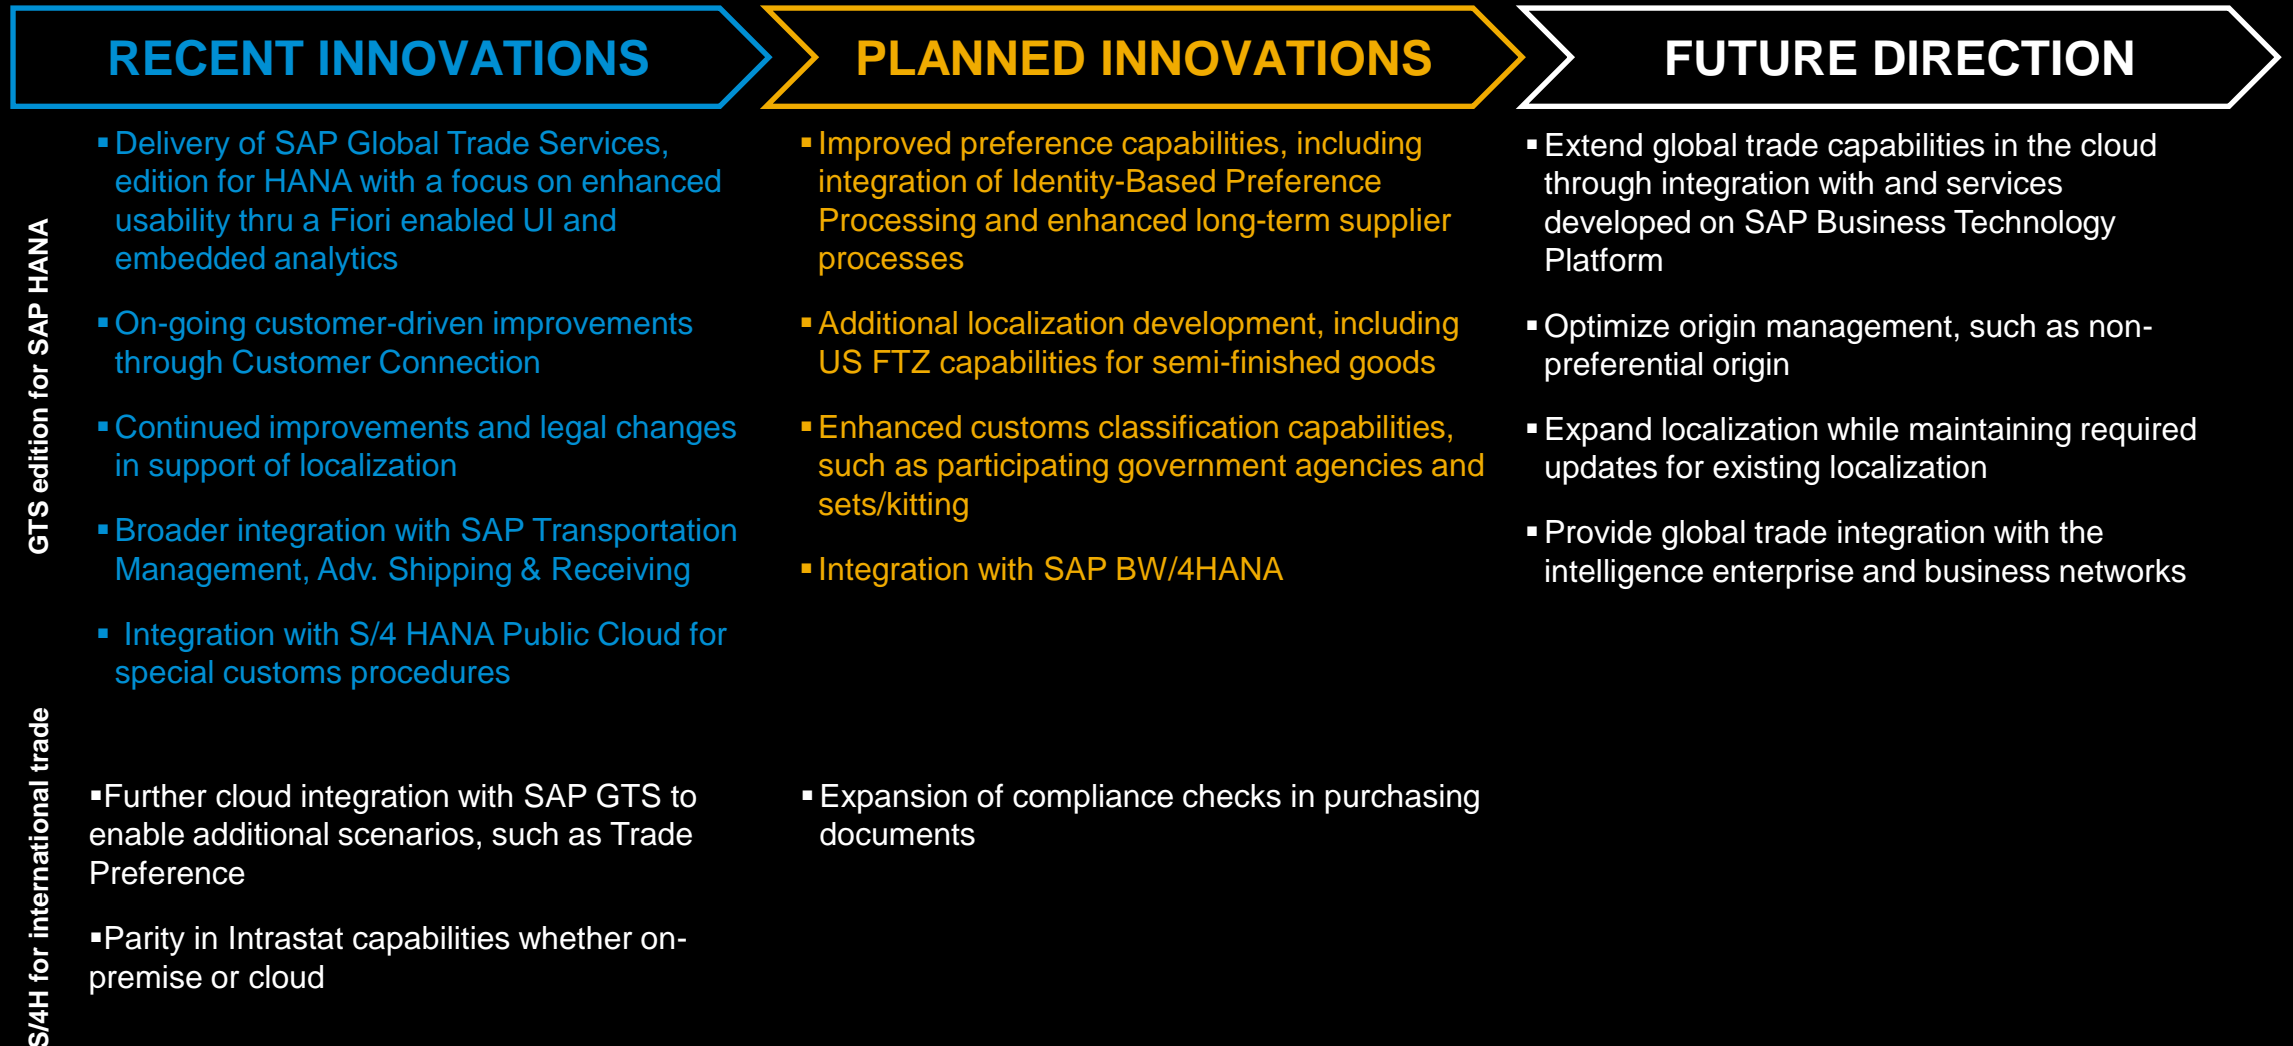 RECENT INNOVATIONS
PLANNED INNOVATIONS
FUTURE DIRECTION
GTS edition for SAP HANA
▪Delivery of SAP Global Trade Services,
edition for HANA with a focus on enhanced
usability thru a Fiori enabled UI and
embedded analytics
▪On-going customer-driven improvements
through Customer Connection
▪Continued improvements and legal changes
in support of localization
▪Broader integration with SAP Transportation
Management, Adv. Shipping & Receiving
▪ Integration with S/4 HANA Public Cloud for
special customs procedures
▪Improved preference capabilities, including
integration of Identity-Based Preference
Processing and enhanced long-term supplier
processes
▪Additional localization development, including
US FTZ capabilities for semi-finished goods
▪Enhanced customs classification capabilities,
such as participating government agencies and
sets/kitting
▪Integration with SAP BW/4HANA
▪Extend global trade capabilities in the cloud
through integration with and services
developed on SAP Business Technology
Platform
▪Optimize origin management, such as non-
preferential origin
▪Expand localization while maintaining required
updates for existing localization
▪Provide global trade integration with the
intelligence enterprise and business networks
S/4H for international trade
▪Further cloud integration with SAP GTS to
enable additional scenarios, such as Trade
Preference
▪Parity in Intrastat capabilities whether on-
premise or cloud
▪Expansion of compliance checks in purchasing
documents